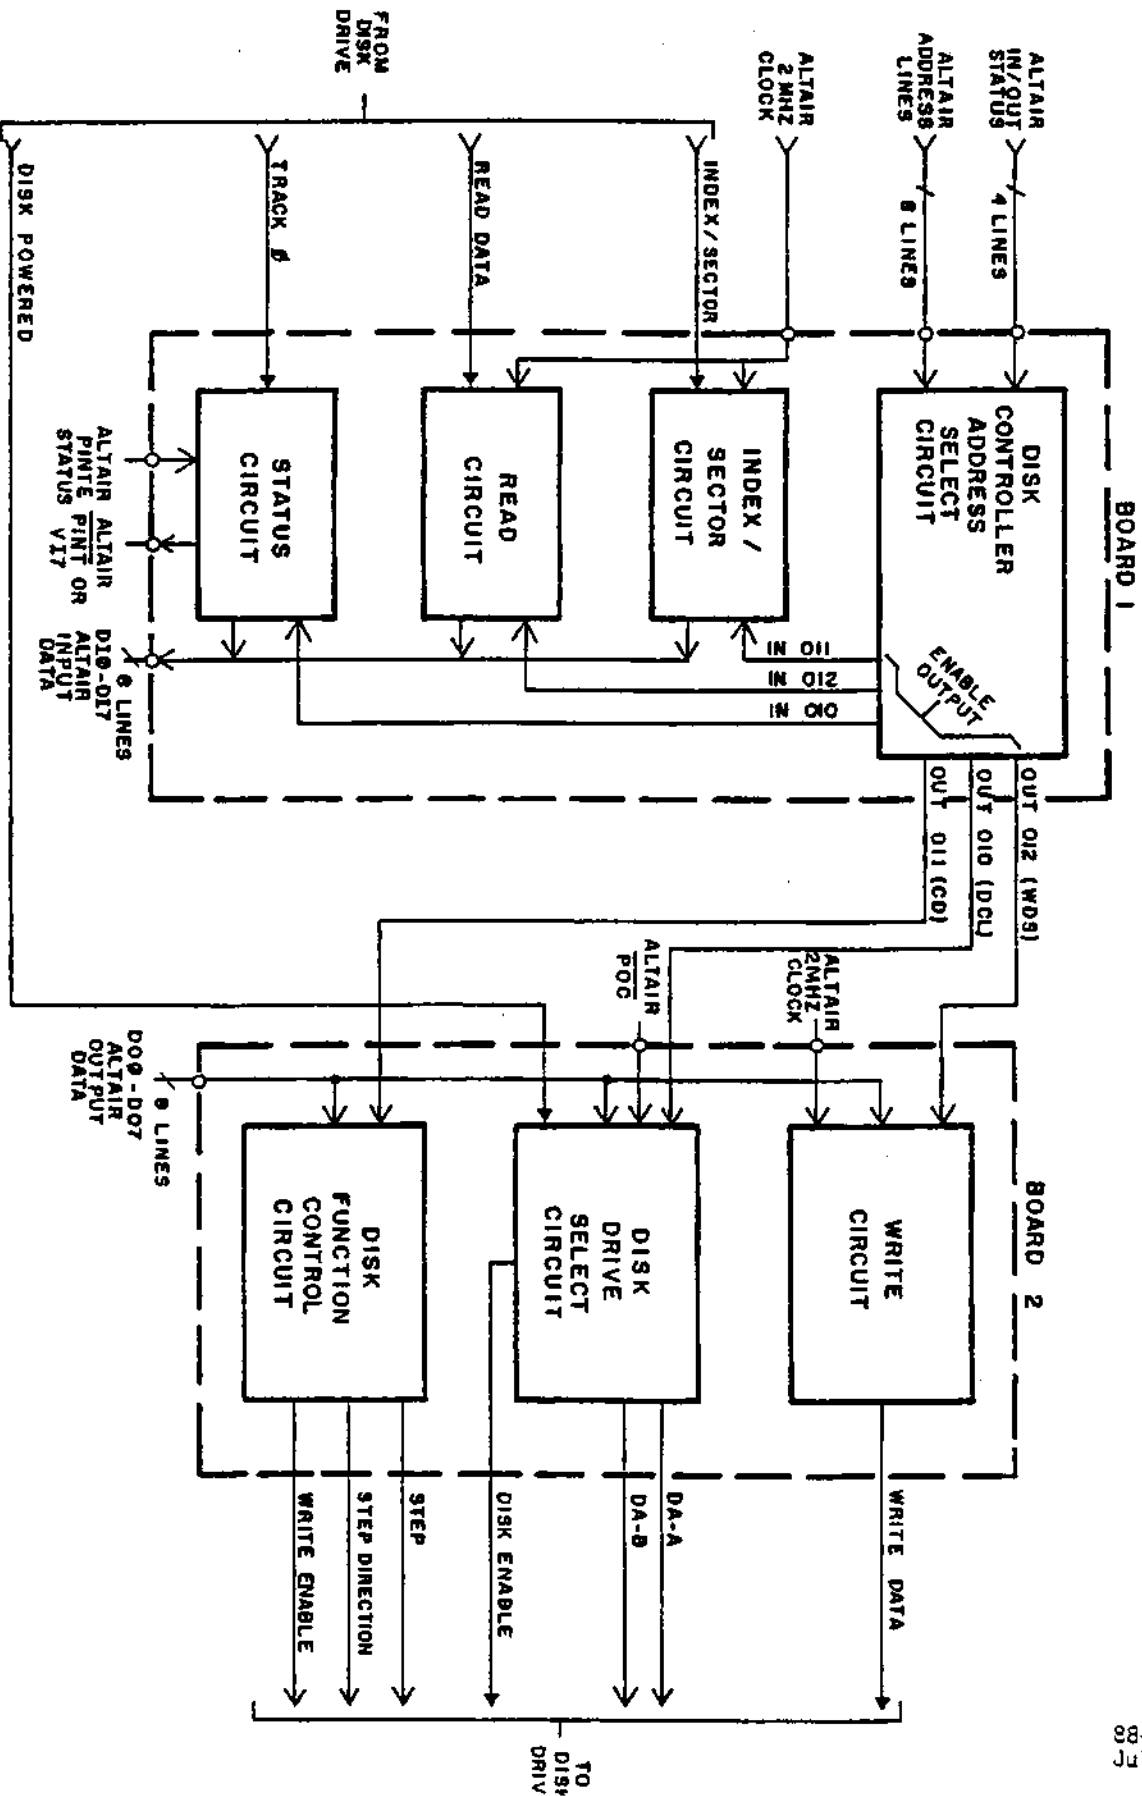 BOARD 1
ALTAIR
IN/OUT
STATUS
4 LINES
ALTAIR
ADDRESS
LINES
8 LINES
ALTAIR
2 MHZ
CLOCK
FROM
DISK
DRIVE
INDEX/SECTOR
READ DATA
TRACK Ø
DISK POWERED
DISK
CONTROLLER
ADDRESS
SELECT
CIRCUIT
ENABLE
OUTPUT
INDEX /
SECTOR
CIRCUIT
READ
CIRCUIT
STATUS
CIRCUIT
IN 011
IN 012
IN 010
ALTAIR
PINTE
STATUS
ALTAIR
PINT OR
VI7
8 LINES
DIØ-DI7
ALTAIR
INPUT
DATA
OUT 012 (WDS)
OUT 010 (DCL)
OUT 011 (CD)
BOARD 2
ALTAIR
2MHZ
CLOCK
ALTAIR
POC
8 LINES
DOØ-DO7
ALTAIR
OUTPUT
DATA
WRITE
CIRCUIT
DISK
DRIVE
SELECT
CIRCUIT
DISK
FUNCTION
CONTROL
CIRCUIT
WRITE DATA
DA-A
DA-B
DISK ENABLE
STEP
STEP DIRECTION
WRITE ENABLE
TO
DIS
DRIV
88
Ju